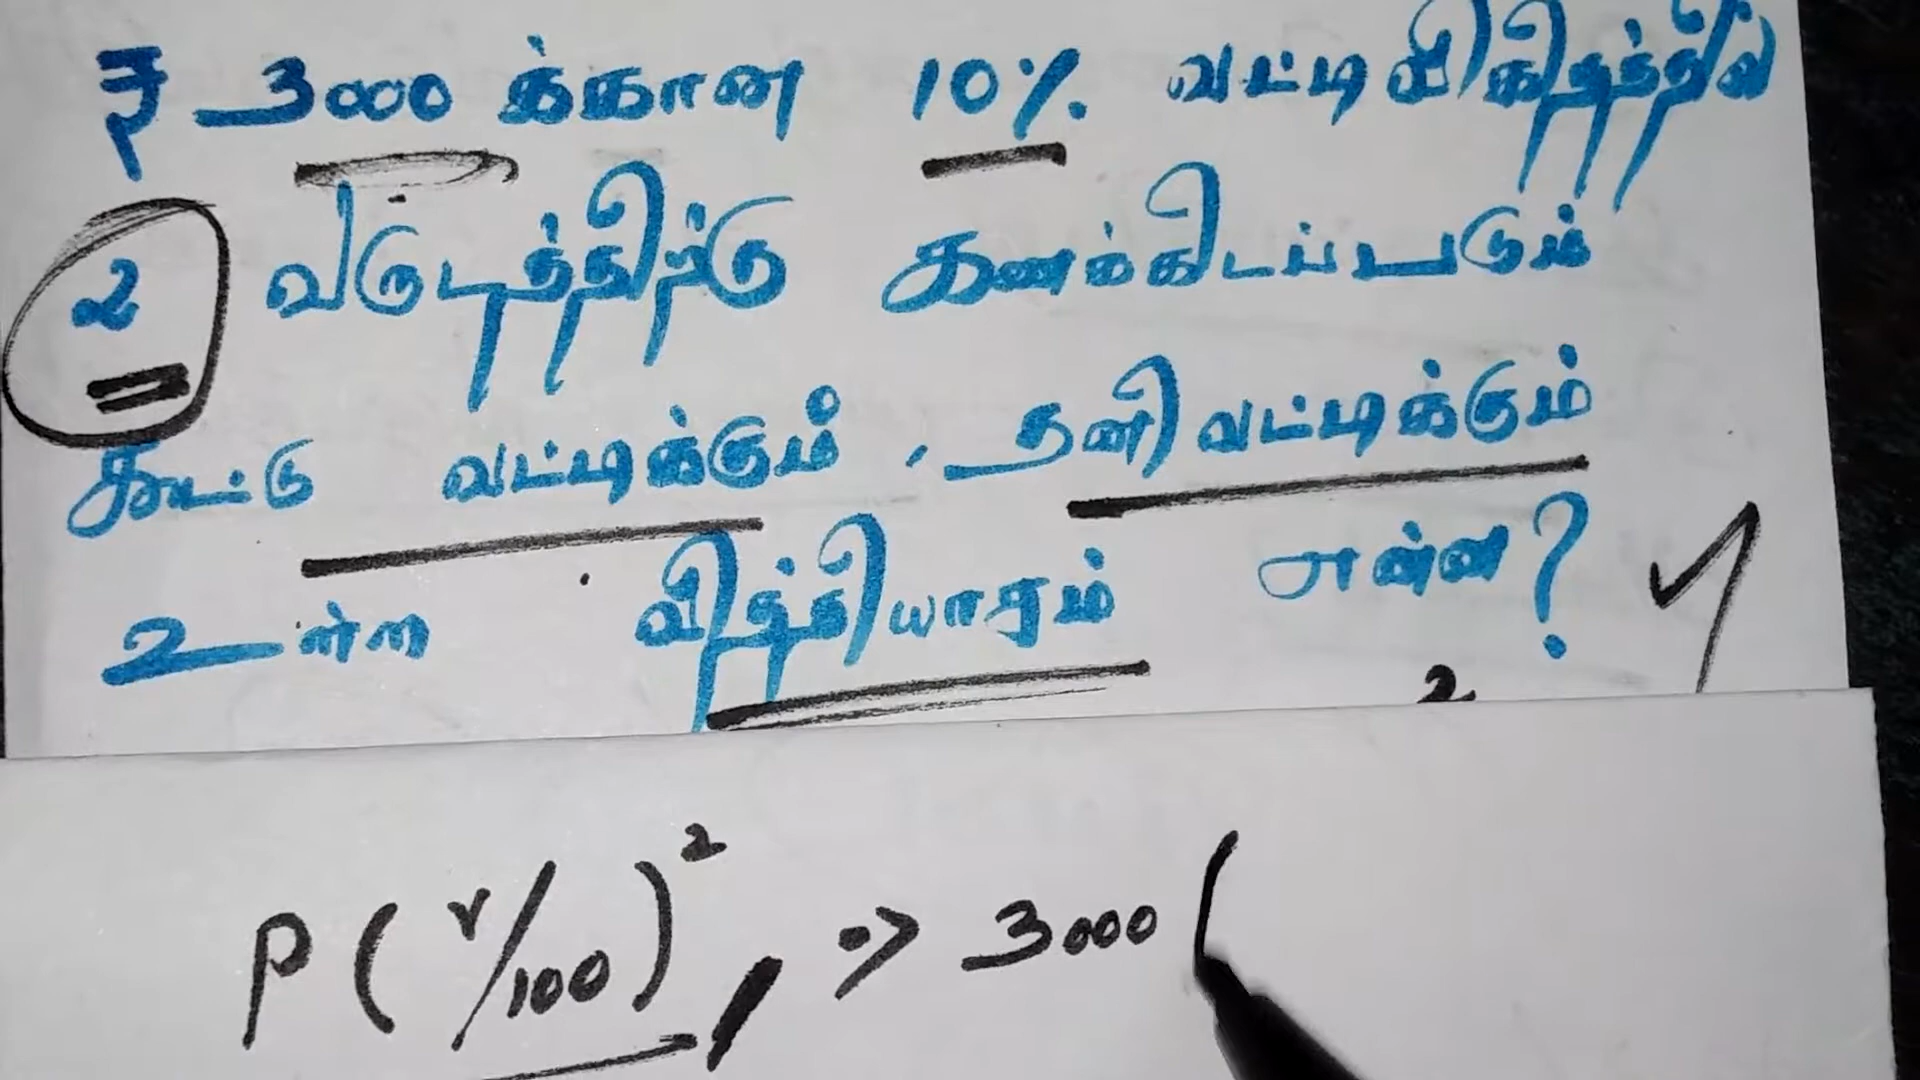 ₹ 3000 க்கான 10% வட்டி விகிதத்தில்
2 வருடத்திற்கு கணக்கிடப்படும்
கூட்டு வட்டிக்கும், தனிவட்டிக்கும்
உள்ள வித்தியாசம் என்ன?
2
P(r/100)², => 3000 (